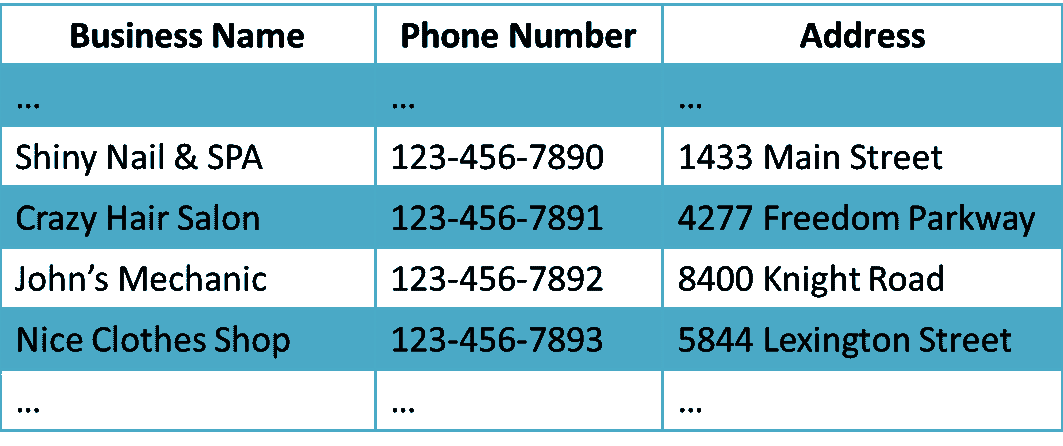 Business Name Phone Number Address
... ... ...
Shiny Nail & SPA 123-456-7890 1433 Main Street
Crazy Hair Salon 123-456-7891 4277 Freedom Parkway
John’s Mechanic 123-456-7892 8400 Knight Road
Nice Clothes Shop 123-456-7893 5844 Lexington Street
... ... ...